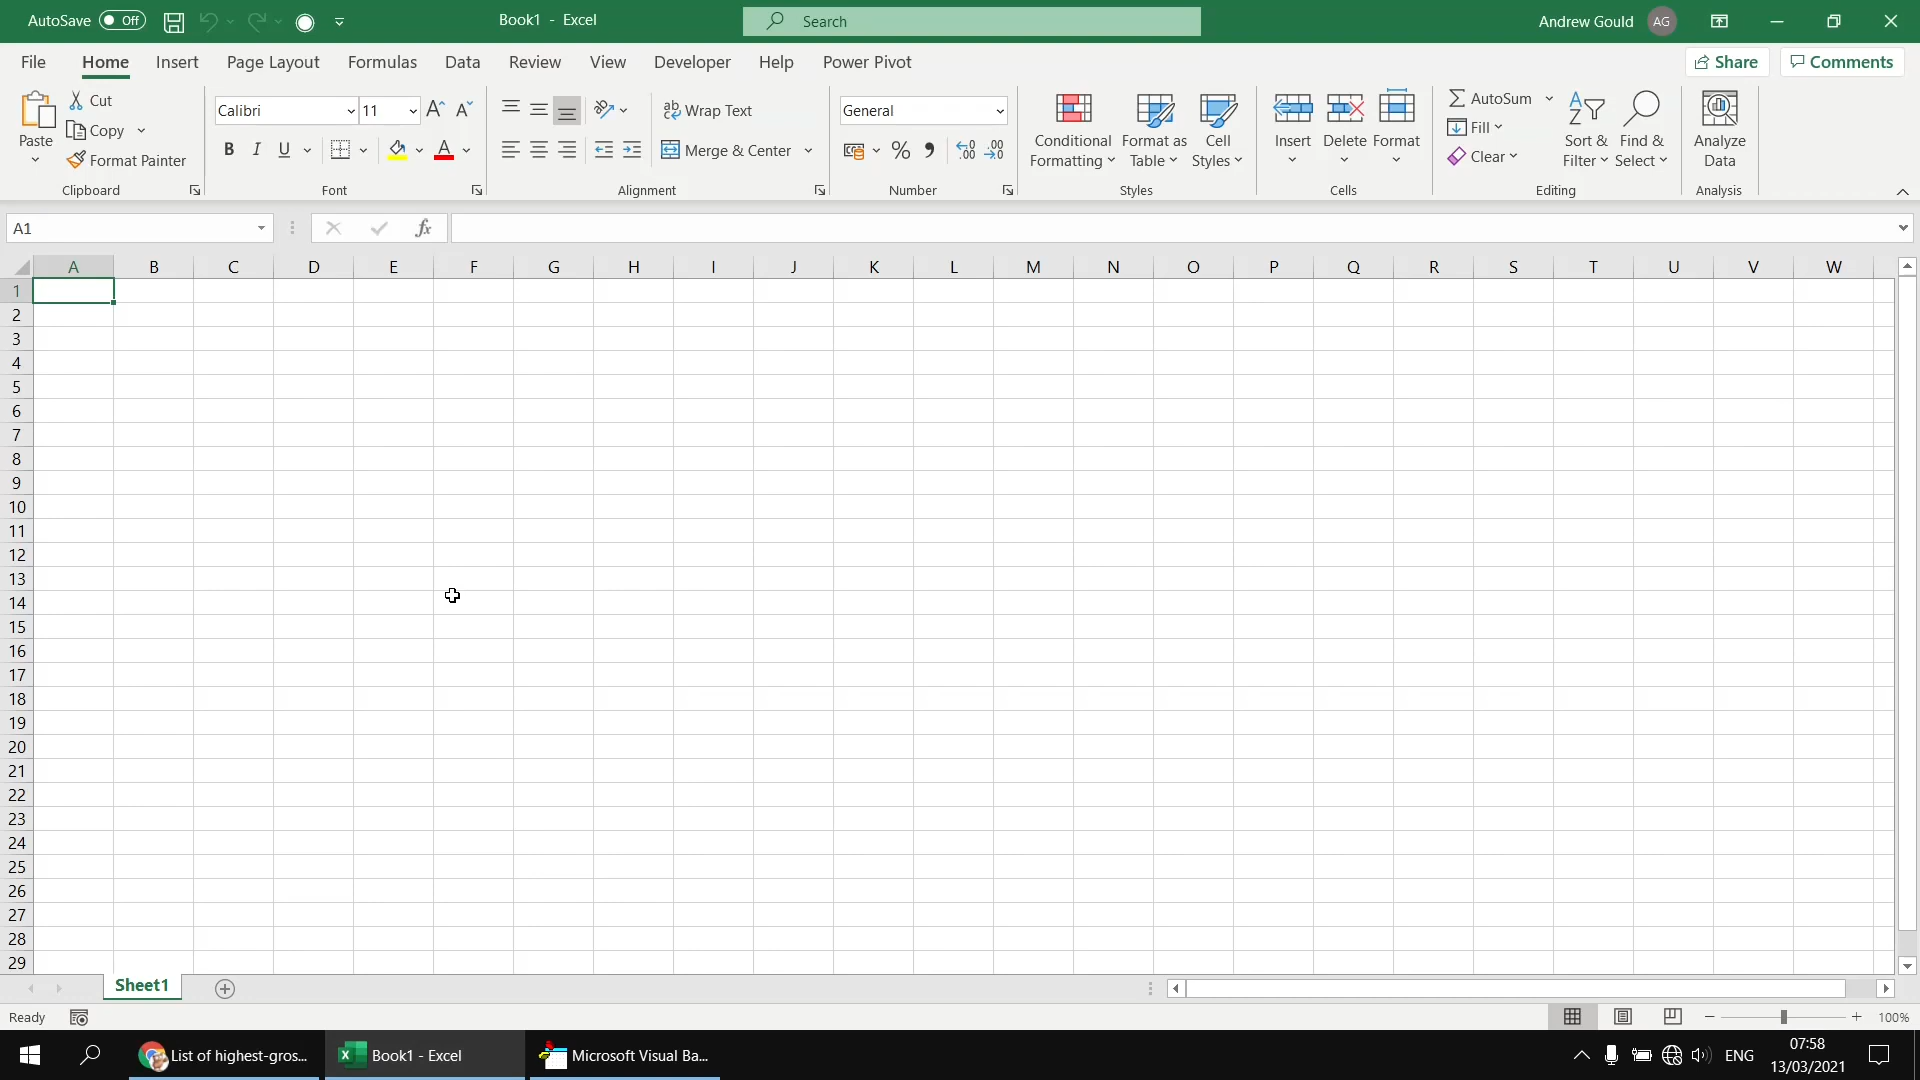 AutoSave Off Book1 - Excel Search Andrew Gould AG
File Home Insert Page Layout Formulas Data Review View Developer Help Power Pivot Share Comments
Paste Cut Copy Format Painter
Clipboard
Calibri 11
B I U A
Font
ab Wrap Text
Merge & Center
Alignment
General
%
Number
Conditional Formatting Format as Table Cell Styles
Styles
Insert Delete Format
Cells
AutoSum
Fill
Clear
Sort & Filter Find & Select
Editing
Analyze Data
Analysis
A1 fx
A B C D E F G H I J K L M N O P Q R S T U V W
1
2
3
4
5
6
7
8
9
10
11
12
13
14
15
16
17
18
19
20
21
22
23
24
25
26
27
28
29
Sheet1
Ready 100%
List of highest-gros... Book1 - Excel Microsoft Visual Ba... ENG 07:58
13/03/2021